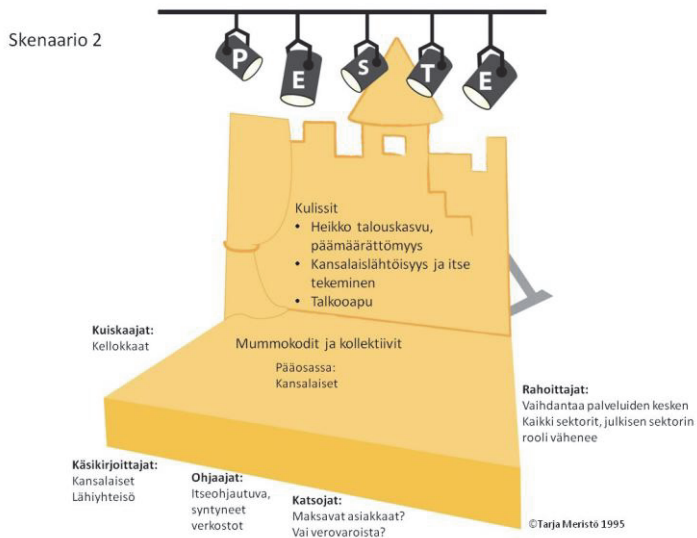 Skenaario 2
P E S T E
Kulissit
• Heikko talouskasvu,
päämäärättömyys
• Kansalaislähtöisyys ja itse
tekeminen
• Talkooapu
Kuiskaajat:
Kellokkaat
Mummokodit ja kollektiivit
Pääosassa:
Kansalaiset
Rahoittajat:
Vaihdantaa palveluiden kesken
Kaikki sektorit, julkisen sektorin
rooli vähenee
Käsikirjoittajat:
Kansalaiset
Lähiyhteisö
Ohjaajat:
Itseohjautuva,
syntyneet
verkostot
Katsojat:
Maksavat asiakkaat?
Vai verovaroista?
©Tarja Meristö 1995